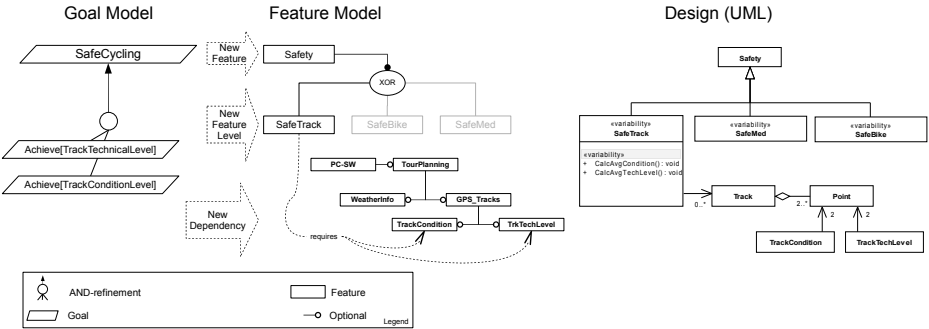 Goal Model
Feature Model
Design (UML)
SafeCycling
Achieve[TrackTechnicalLevel]
Achieve[TrackConditionLevel]
New
Feature
New
Feature
Level
New
Dependency
Safety
XOR
SafeTrack
SafeBike
SafeMed
PC-SW
TourPlanning
WeatherInfo
GPS_Tracks
TrackCondition
TrkTechLevel
requires
Safety
«variability»
SafeTrack
«variability»
+ CalcAvgCondition() : void
+ CalcAvgTechLevel() : void
«variability»
SafeMed
«variability»
SafeBike
0..*
Track
2..*
Point
2
2
TrackCondition
TrackTechLevel
AND-refinement
Goal
Feature
Optional
Legend